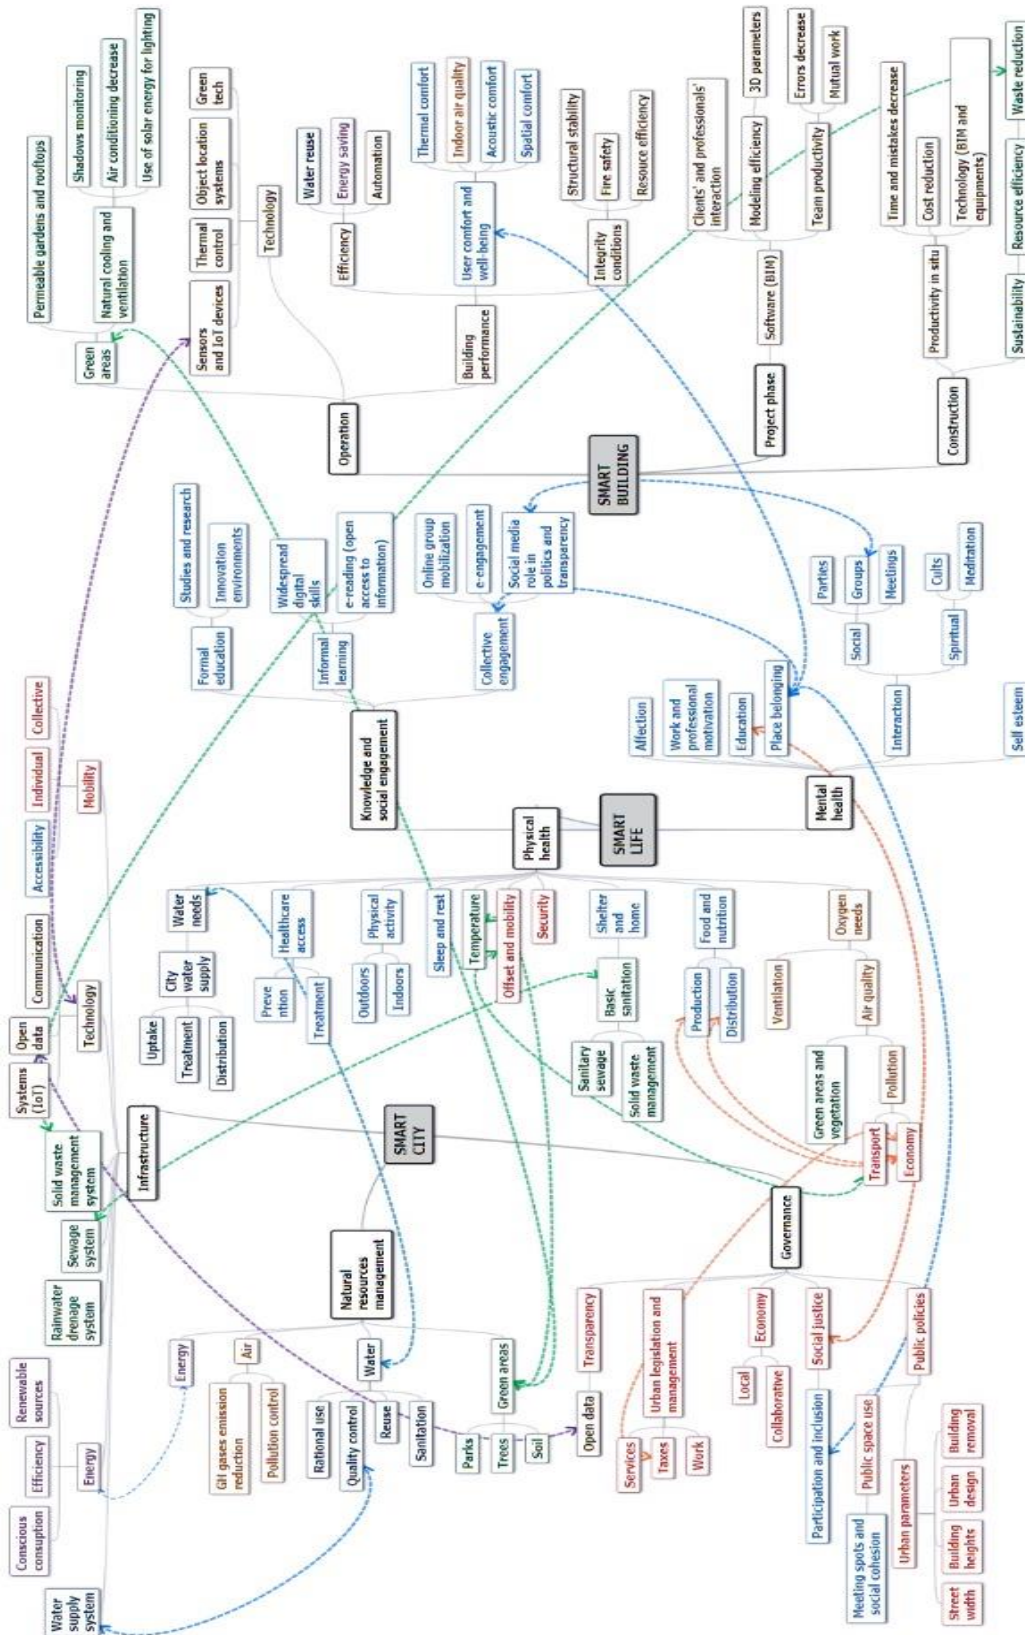 Water
supply
system
Conscious
consuption
Efficiency
Renewable
sources
Energy
Rainwater
drenage
system
Sewage
system
Solid waste
management
system
Systems
(IoT)
Open
data
Communication
Technology
Accessibility
Individual
Collective
Mobility
Infrastructure
SMART
CITY
Natural
resources
management
Energy
Air
GH gases emission
reduction
Pollution control
Water
Rational use
Quality control
Reuse
Sanitation
Green areas
Parks
Trees
Soil
Governance
Transparency
Open data
Urban legislation and
management
Services
Taxes
Work
Economy
Local
Collaborative
Social justice
Participation and inclusion
Public policies
Public space use
Meeting spots and
social cohesion
Urban parameters
Street
width
Building
heights
Urban
design
Building
removal
SMART
LIFE
Physical
health
Water
needs
City
water
supply
Uptake
Treatment
Distribution
Healthcare
access
Preve
ntion
Treatment
Physical
activity
Outdoors
Indoors
Sleep and rest
Temperature
Offset and mobility
Security
Shelter
and
home
Basic
sanitation
Sanitary
sewage
Solid waste
management
Food and
nutrition
Production
Distribution
Oxygen
needs
Ventilation
Air quality
Green areas and
vegetation
Pollution
Transport
Economy
Knowledge and
social engagement
Formal
education
Studies and research
Innovation
environments
Informal
learning
Widespread
digital
skills
e-reading (open
access to
information)
Collective
engagement
Online group
mobilization
e-engagement
Social media
role in
politics and
transparency
Mental
health
Affection
Work and
professional
motivation
Education
Place belonging
Interaction
Social
Parties
Groups
Meetings
Spiritual
Cults
Meditation
Self esteem
SMART
BUILDING
Operation
Green
areas
Permeable gardens and rooftops
Natural cooling and
ventilation
Shadows monitoring
Air conditioning decrease
Use of solar energy for lighting
Technology
Sensors
and IoT devices
Thermal
control
Object location
systems
Green
tech
Building
performance
Efficiency
Water reuse
Energy saving
Automation
User comfort and
well-being
Thermal comfort
Indoor air quality
Acoustic comfort
Spatial comfort
Integrity
conditions
Structural stability
Fire safety
Resouce efficiency
Project phase
Software (BIM)
Clients' and professionals'
interaction
Modeling efficiency
3D parameters
Team productivity
Errors decrease
Mutual work
Construction
Productivity in situ
Time and mistakes decrease
Cost reduction
Technology (BIM and
equipments)
Sustainability
Resource efficiency
Waste reduction